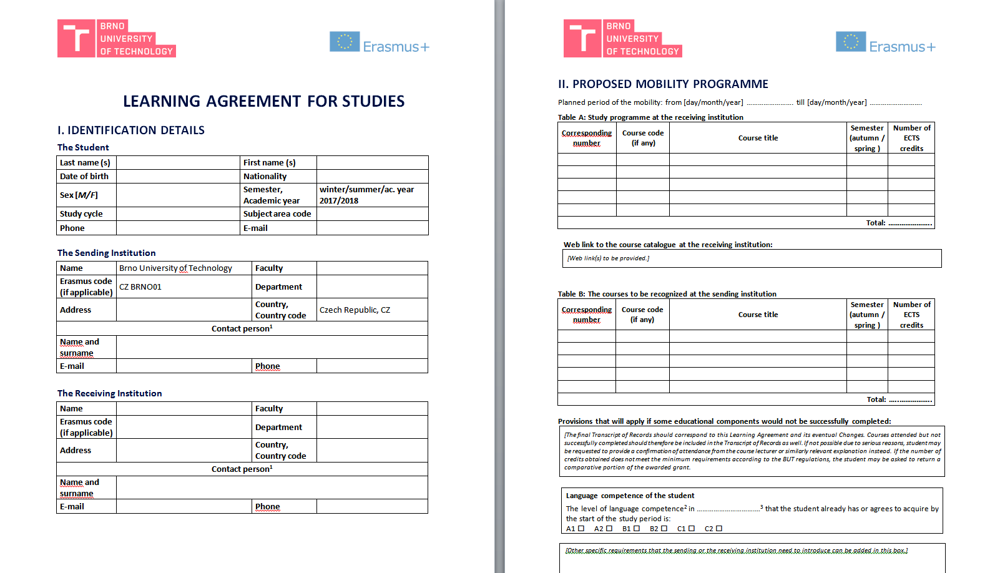 BRNO
UNIVERSITY
OF TECHNOLOGY
Erasmus+
LEARNING AGREEMENT FOR STUDIES
I. IDENTIFICATION DETAILS
The Student
Last name (s) First name (s)
Date of birth Nationality
Sex [M/F] Semester, Academic year winter/summer/ac. year 2017/2018
Study cycle Subject area code
Phone E-mail
The Sending Institution
Name Brno University of Technology Faculty
Erasmus code (if applicable) CZ BRNO01 Department
Address Country, Country code Czech Republic, CZ
Contact person¹
Name and surname
E-mail Phone
The Receiving Institution
Name Faculty
Erasmus code (if applicable) Department
Address Country, Country code
Contact person¹
Name and surname
E-mail Phone
BRNO
UNIVERSITY
OF TECHNOLOGY
Erasmus+
II. PROPOSED MOBILITY PROGRAMME
Planned period of the mobility: from [day/month/year] ........................ till [day/month/year] ...........................
Table A: Study programme at the receiving institution
Corresponding number Course code (if any) Course title Semester (autumn / spring ) Number of ECTS credits
Total: ......................
Web link to the course catalogue at the receiving institution:
[Web link(s) to be provided.]
Table B: The courses to be recognized at the sending institution
Corresponding number Course code (if any) Course title Semester (autumn / spring ) Number of ECTS credits
Total: ......................
Provisions that will apply if some educational components would not be successfully completed:
[The final Transcript of Records should correspond to this Learning Agreement and its eventual Changes. Courses attended but not
successfully completed should therefore be included in the Transcript of Records as well. If not possible due to serious reasons, student may
be requested to provide a confirmation of attendance from the course lecturer or similarly relevant explanation instead. If the number of
credits obtained does not meet the minimum requirements according to the BUT regulations, the student may be asked to return a
comparative portion of the awarded grant.
Language competence of the student
The level of language competence² in .................................³ that the student already has or agrees to acquire by
the start of the study period is:
A1 ☐ A2 ☐ B1 ☐ B2 ☐ C1 ☐ C2 ☐
[Other specific requirements that the sending or the receiving institution need to introduce can be added in this box.]